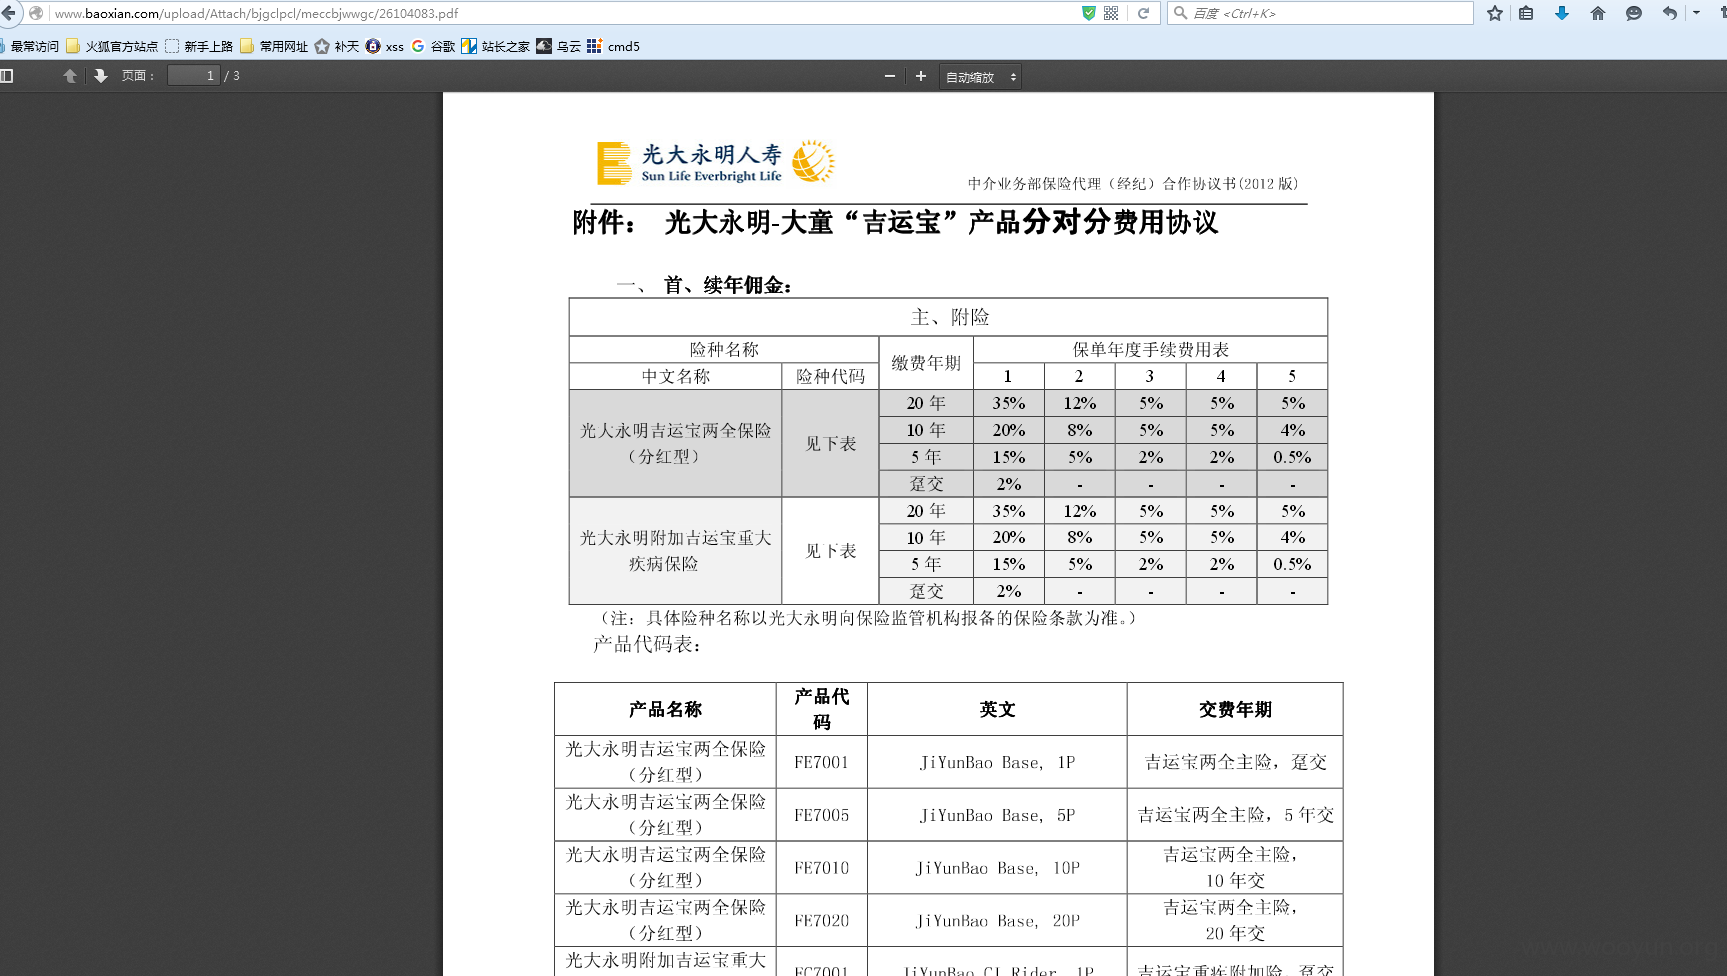 www.baoxian.com/upload/Attach/bjgclpcl/meccbjwwgc/26104083.pdf
百度 <Ctrl+K>
最常访问 火狐官方站点 新手上路 常用网址 补天 xss 谷歌 站长之家 乌云 cmd5
页面： 1 / 3 自动缩放
光大永明人寿
Sun Life Everbright Life
中介业务部保险代理（经纪）合作协议书(2012 版)
附件： 光大永明-大童“吉运宝”产品分对分费用协议
一、 首、续年佣金：
主、附险
险种名称 缴费年期 保单年度手续费用表
中文名称 险种代码 1 2 3 4 5
光大永明吉运宝两全保险（分红型） 见下表 20 年 35% 12% 5% 5% 5%
10 年 20% 8% 5% 5% 4%
5 年 15% 5% 2% 2% 0.5%
趸交 2% - - - -
光大永明附加吉运宝重大疾病保险 见下表 20 年 35% 12% 5% 5% 5%
10 年 20% 8% 5% 5% 4%
5 年 15% 5% 2% 2% 0.5%
趸交 2% - - - -
（注：具体险种名称以光大永明向保险监管机构报备的保险条款为准。）
产品代码表：
产品名称 产品代码 英文 交费年期
光大永明吉运宝两全保险（分红型） FE7001 JiYunBao Base, 1P 吉运宝两全主险，趸交
光大永明吉运宝两全保险（分红型） FE7005 JiYunBao Base, 5P 吉运宝两全主险，5 年交
光大永明吉运宝两全保险（分红型） FE7010 JiYunBao Base, 10P 吉运宝两全主险，10 年交
光大永明吉运宝两全保险（分红型） FE7020 JiYunBao Base, 20P 吉运宝两全主险，20 年交
光大永明附加吉运宝重大 FC7001 JiYunBao CI Rider, 1P 吉运宝重疾附加险，趸交
www.wooyun.org